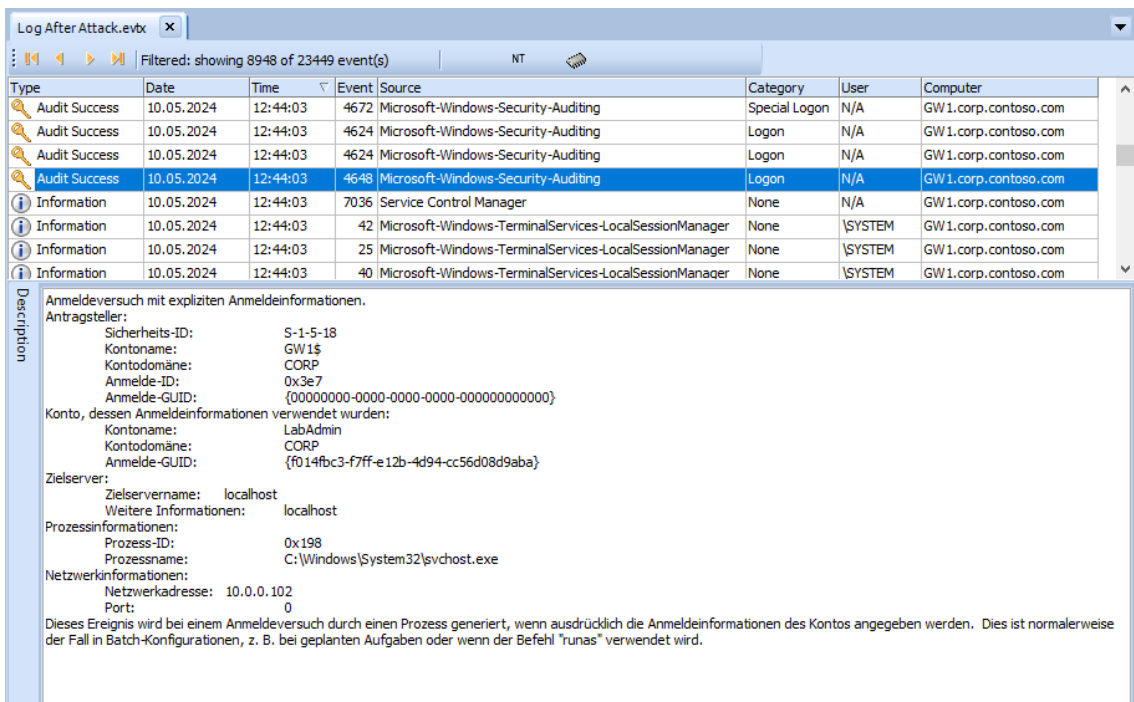 Log After Attack.evtx
Filtered: showing 8948 of 23449 event(s) NT
Type Date Time Event Source Category User Computer
Audit Success 10.05.2024 12:44:03 4672 Microsoft-Windows-Security-Auditing Special Logon N/A GW1.corp.contoso.com
Audit Success 10.05.2024 12:44:03 4624 Microsoft-Windows-Security-Auditing Logon N/A GW1.corp.contoso.com
Audit Success 10.05.2024 12:44:03 4624 Microsoft-Windows-Security-Auditing Logon N/A GW1.corp.contoso.com
Audit Success 10.05.2024 12:44:03 4648 Microsoft-Windows-Security-Auditing Logon N/A GW1.corp.contoso.com
Information 10.05.2024 12:44:03 7036 Service Control Manager None N/A GW1.corp.contoso.com
Information 10.05.2024 12:44:03 42 Microsoft-Windows-TerminalServices-LocalSessionManager None \SYSTEM GW1.corp.contoso.com
Information 10.05.2024 12:44:03 25 Microsoft-Windows-TerminalServices-LocalSessionManager None \SYSTEM GW1.corp.contoso.com
Information 10.05.2024 12:44:03 40 Microsoft-Windows-TerminalServices-LocalSessionManager None \SYSTEM GW1.corp.contoso.com
Description
Anmeldeversuch mit expliziten Anmeldeinformationen.
Antragsteller:
Sicherheits-ID: S-1-5-18
Kontoname: GW1$
Kontodomäne: CORP
Anmelde-ID: 0x3e7
Anmelde-GUID: {00000000-0000-0000-0000-000000000000}
Konto, dessen Anmeldeinformationen verwendet wurden:
Kontoname: LabAdmin
Kontodomäne: CORP
Anmelde-GUID: {f014fbc3-f7ff-e12b-4d94-cc56d08d9aba}
Zielserver:
Zielservername: localhost
Weitere Informationen: localhost
Prozessinformationen:
Prozess-ID: 0x198
Prozessname: C:\Windows\System32\svchost.exe
Netzwerkinformationen:
Netzwerkadresse: 10.0.0.102
Port: 0
Dieses Ereignis wird bei einem Anmeldeversuch durch einen Prozess generiert, wenn ausdrücklich die Anmeldeinformationen des Kontos angegeben werden. Dies ist normalerweise
der Fall in Batch-Konfigurationen, z. B. bei geplanten Aufgaben oder wenn der Befehl "runas" verwendet wird.